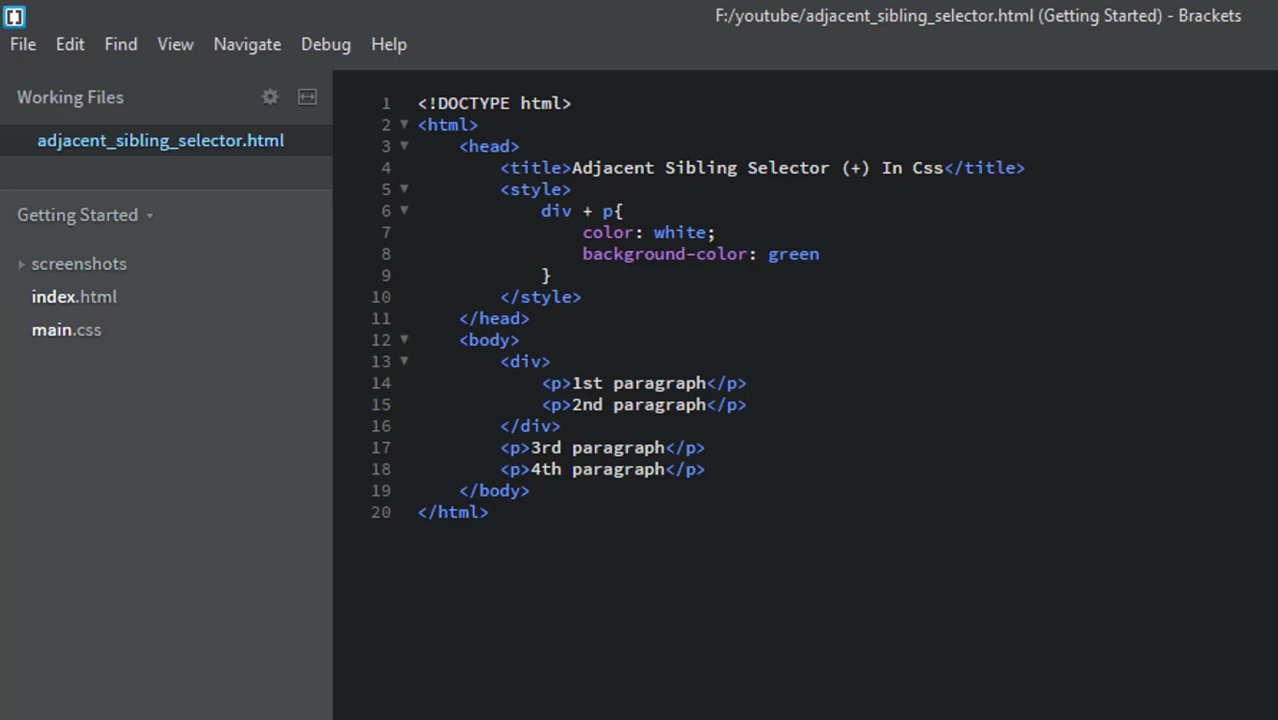 F:/youtube/adjacent_sibling_selector.html (Getting Started) - Brackets
File Edit Find View Navigate Debug Help
Working Files
adjacent_sibling_selector.html
Getting Started
screenshots
index.html
main.css
1 <!DOCTYPE html>
2 <html>
3 <head>
4 <title>Adjacent Sibling Selector (+) In Css</title>
5 <style>
6 div + p{
7 color: white;
8 background-color: green
9 }
10 </style>
11 </head>
12 <body>
13 <div>
14 <p>1st paragraph</p>
15 <p>2nd paragraph</p>
16 </div>
17 <p>3rd paragraph</p>
18 <p>4th paragraph</p>
19 </body>
20 </html>